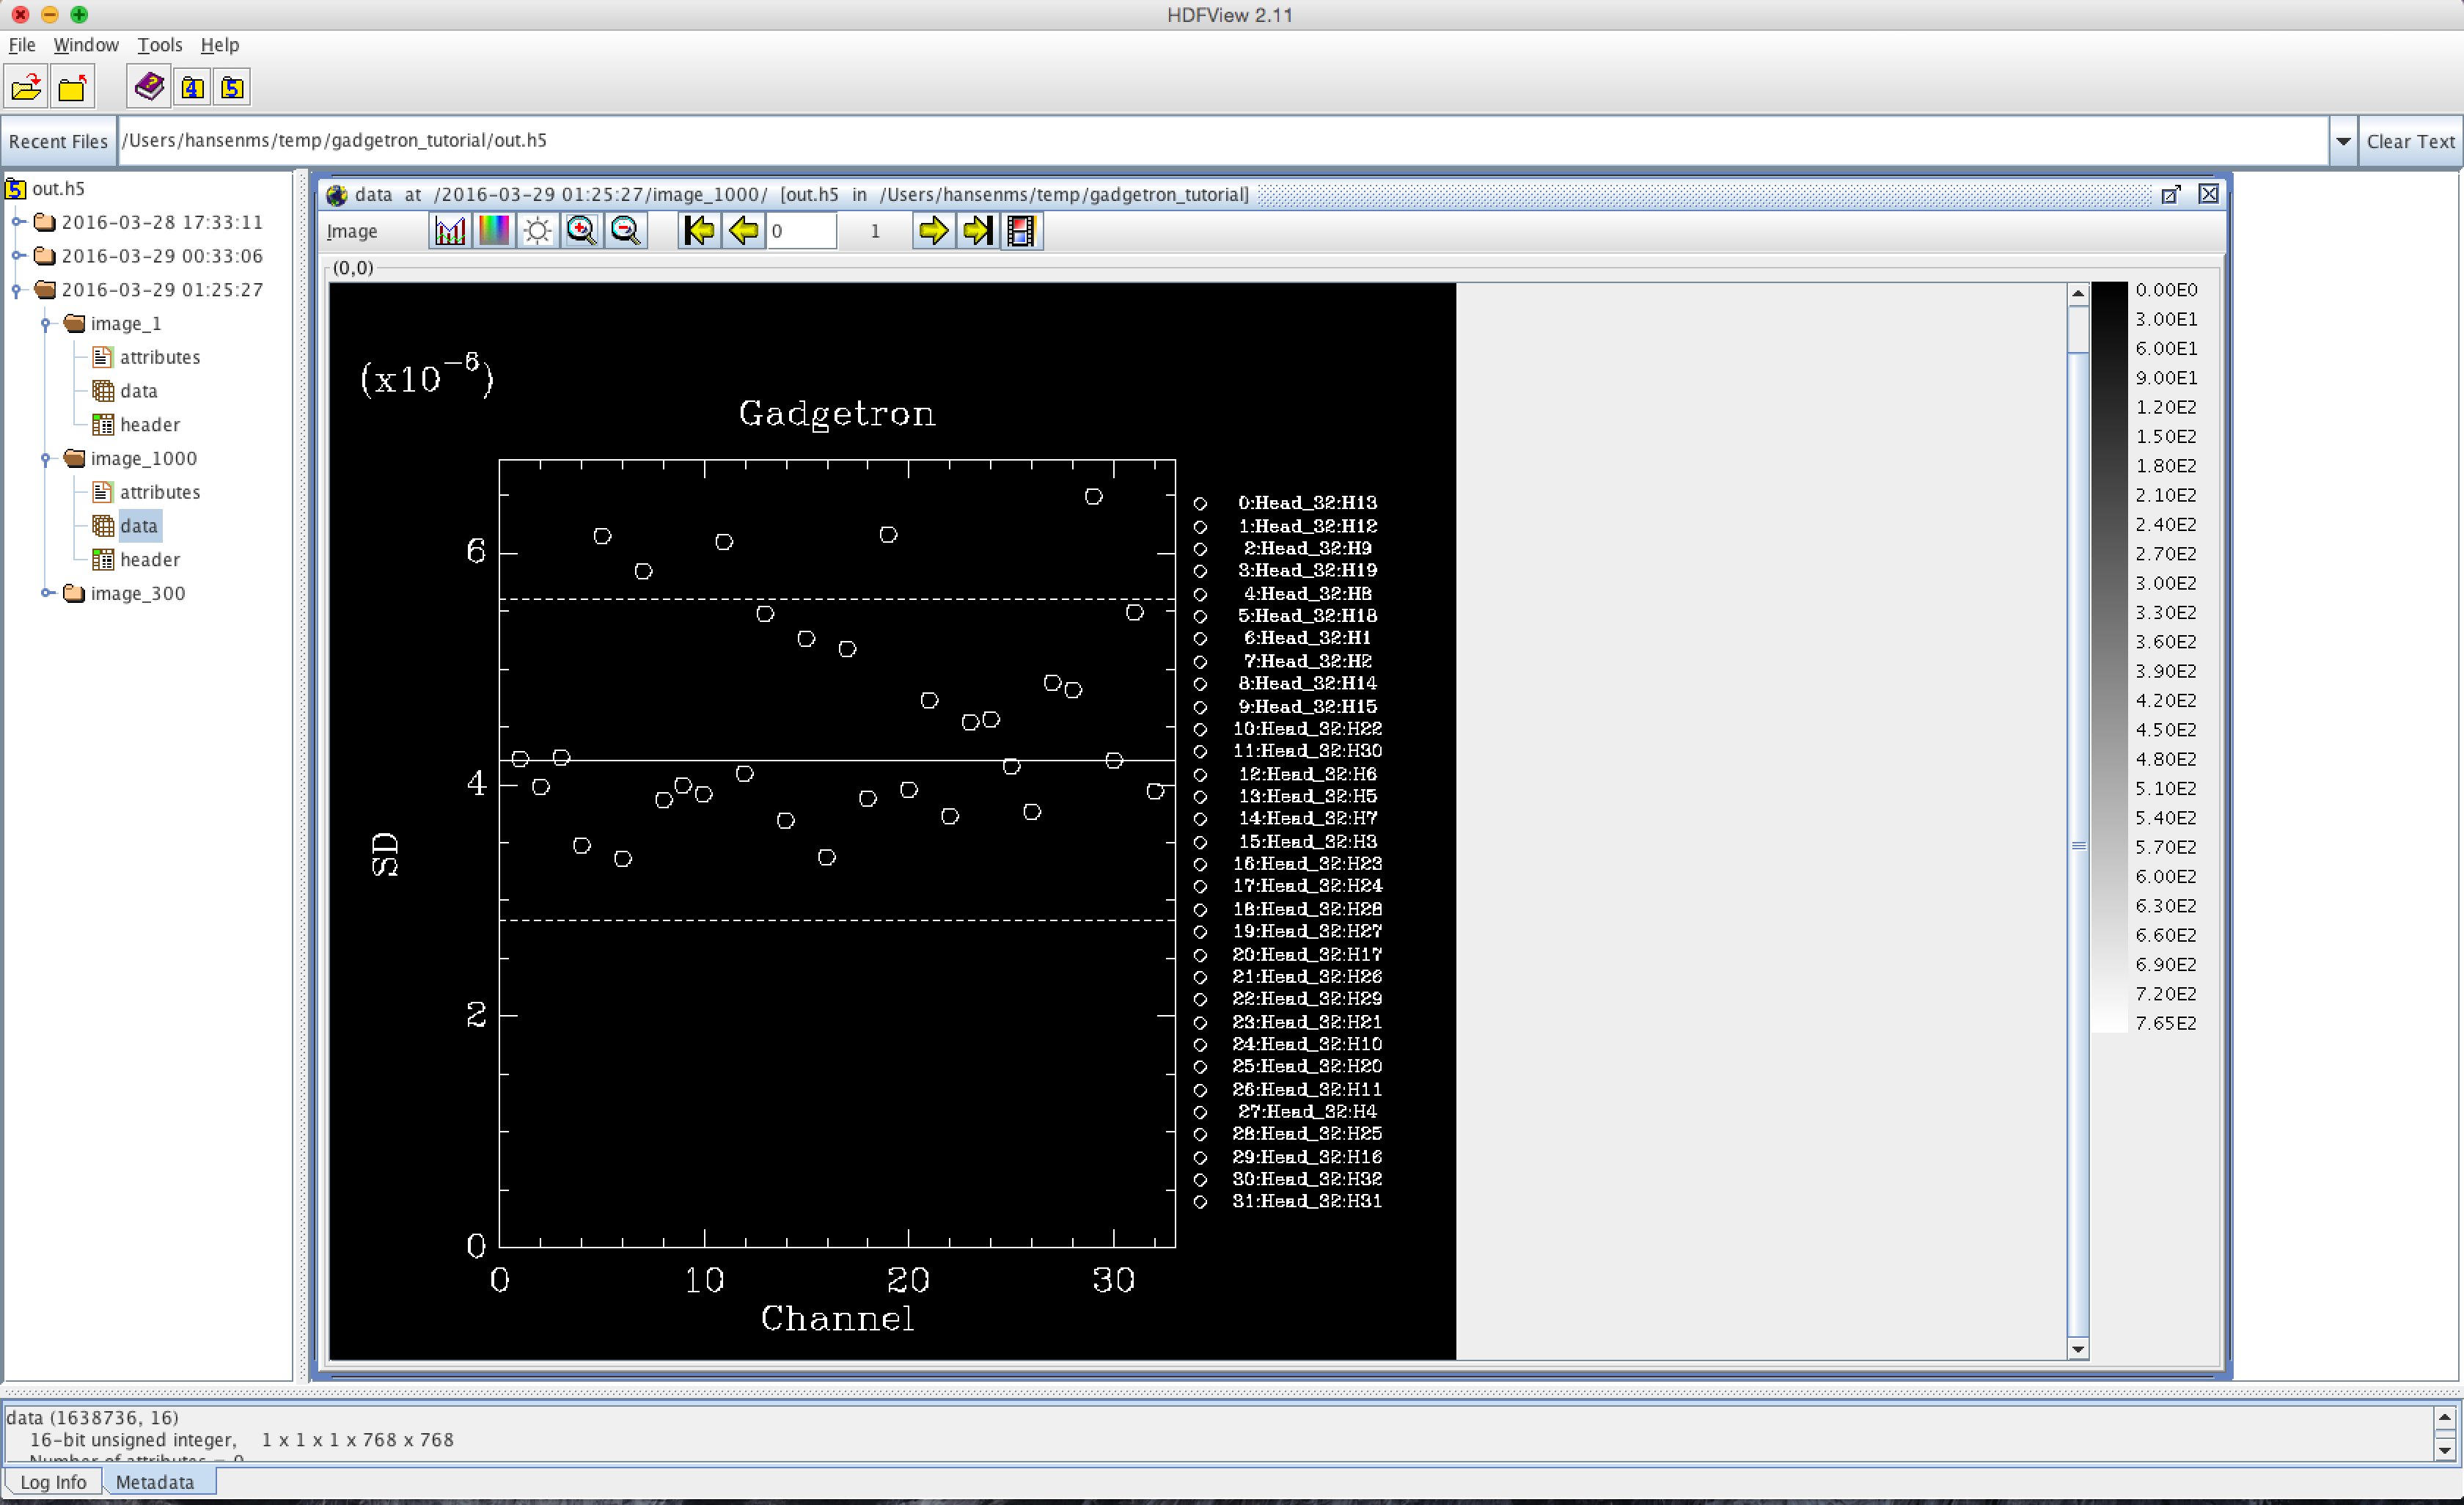 HDFView 2.11
File Window Tools Help
4 5
Recent Files /Users/hansenms/temp/gadgetron_tutorial/out.h5 Clear Text
5 out.h5
2016-03-28 17:33:11
2016-03-29 00:33:06
2016-03-29 01:25:27
image_1
attributes
data
header
image_1000
attributes
data
header
image_300
data at /2016-03-29 01:25:27/image_1000/ [out.h5 in /Users/hansenms/temp/gadgetron_tutorial]
Image 0 1
(0,0)
(x10⁻⁶)
Gadgetron
6
4
2
0
SD
0 10 20 30
Channel
0:Head_32:H13
1:Head_32:H12
2:Head_32:H9
3:Head_32:H19
4:Head_32:H8
5:Head_32:H18
6:Head_32:H1
7:Head_32:H2
8:Head_32:H14
9:Head_32:H15
10:Head_32:H22
11:Head_32:H30
12:Head_32:H6
13:Head_32:H5
14:Head_32:H7
15:Head_32:H3
16:Head_32:H23
17:Head_32:H24
18:Head_32:H28
19:Head_32:H27
20:Head_32:H17
21:Head_32:H26
22:Head_32:H29
23:Head_32:H21
24:Head_32:H10
25:Head_32:H20
26:Head_32:H11
27:Head_32:H4
28:Head_32:H25
29:Head_32:H16
30:Head_32:H32
31:Head_32:H31
0.00E0
3.00E1
6.00E1
9.00E1
1.20E2
1.50E2
1.80E2
2.10E2
2.40E2
2.70E2
3.00E2
3.30E2
3.60E2
3.90E2
4.20E2
4.50E2
4.80E2
5.10E2
5.40E2
5.70E2
6.00E2
6.30E2
6.60E2
6.90E2
7.20E2
7.65E2
data (1638736, 16)
16-bit unsigned integer, 1 x 1 x 1 x 768 x 768
Number of attributes = 0
Log Info Metadata